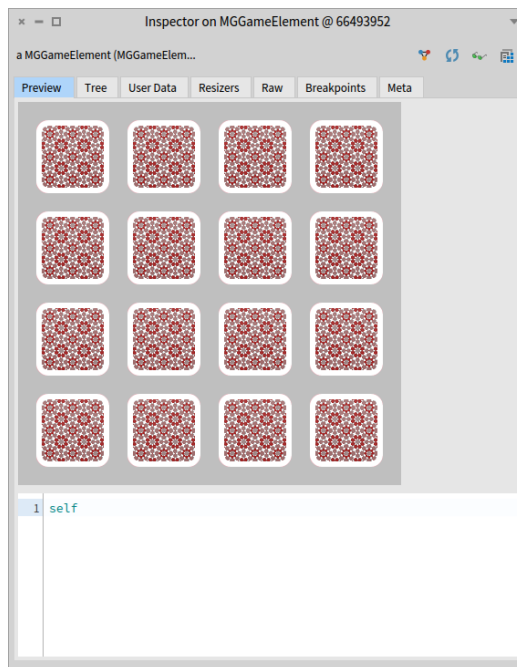 Inspector on MGGameElement @ 66493952
a MGGameElement (MGGameElem...
Preview Tree User Data Resizers Raw Breakpoints Meta
1 self